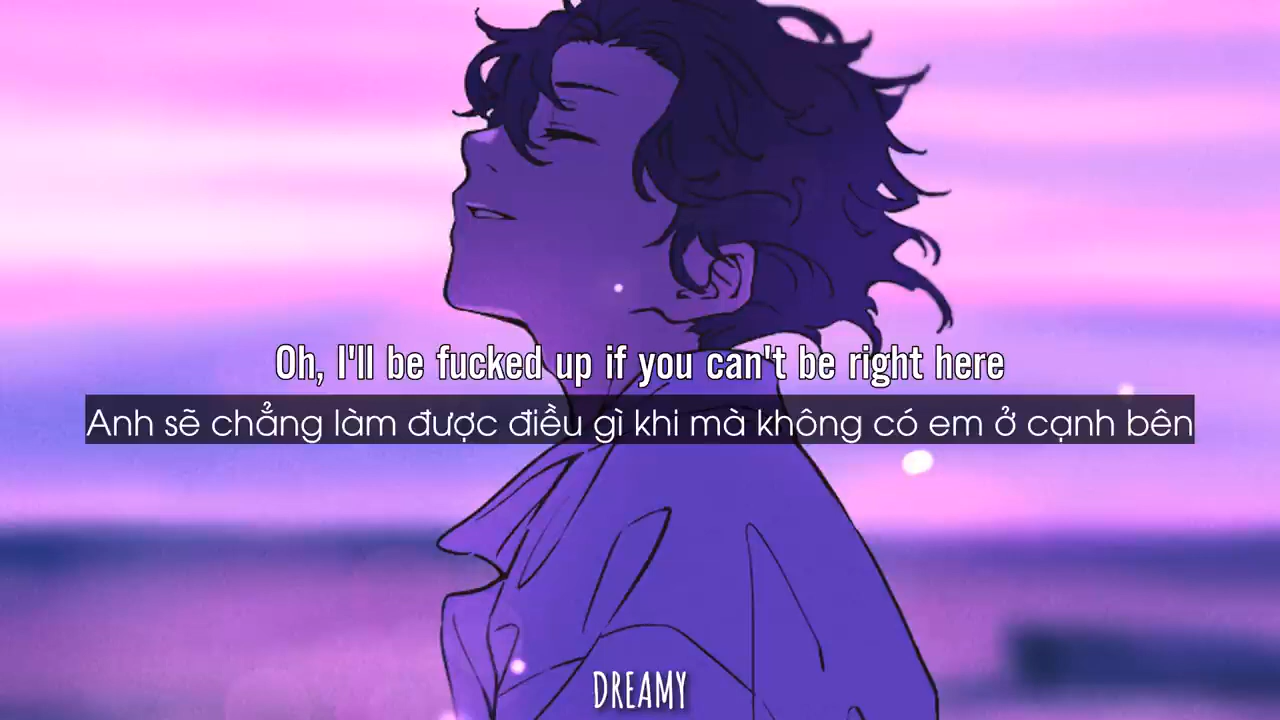 Oh, I'll be fucked up if you can't be right here
Anh sẽ chẳng làm được điều gì khi mà không có em ở cạnh bên
DREAMY